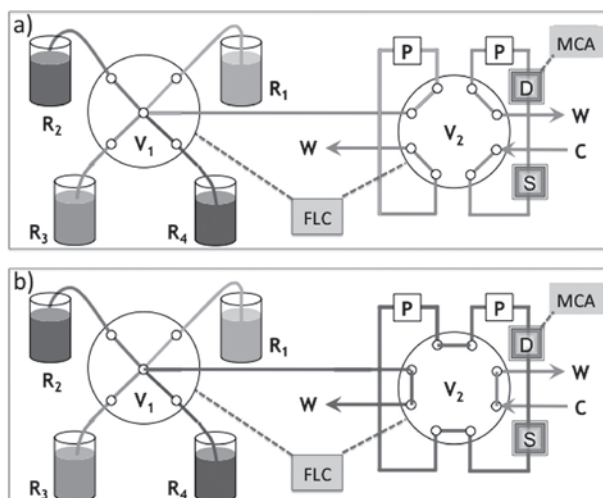 a)
P
P
MCA
D
R₁
R₂
V₁
W
V₂
W
C
S
FLC
R₃
R₄
b)
P
P
MCA
D
R₁
R₂
V₁
W
V₂
W
C
S
FLC
R₃
R₄